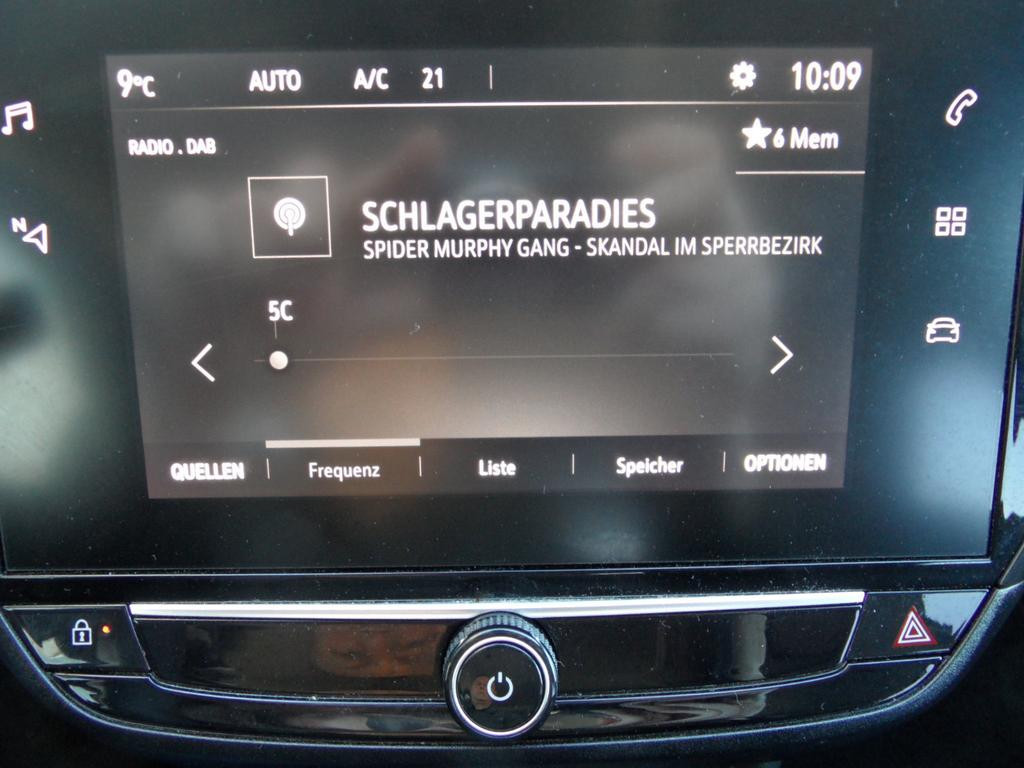 9°C AUTO A/C 21 10:09
RADIO . DAB 6 Mem
SCHLAGERPARADIES
SPIDER MURPHY GANG - SKANDAL IM SPERRBEZIRK
N
5C
QUELLEN Frequenz Liste Speicher OPTIONEN